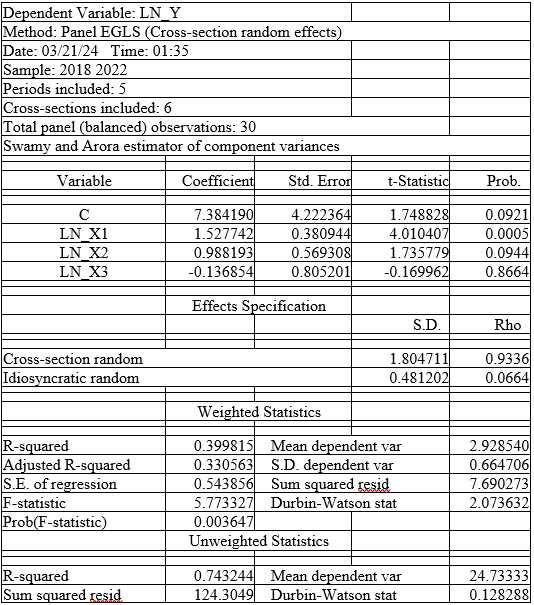 Dependent Variable: LN_Y
Method: Panel EGLS (Cross-section random effects)
Date: 03/21/24 Time: 01:35
Sample: 2018 2022
Periods included: 5
Cross-sections included: 6
Total panel (balanced) observations: 30
Swamy and Arora estimator of component variances
Variable Coefficient Std. Error t-Statistic Prob.
C 7.384190 4.222364 1.748828 0.0921
LN_X1 1.527742 0.380944 4.010407 0.0005
LN_X2 0.988193 0.569308 1.735779 0.0944
LN_X3 -0.136854 0.805201 -0.169962 0.8664
Effects Specification
S.D. Rho
Cross-section random 1.804711 0.9336
Idiosyncratic random 0.481202 0.0664
Weighted Statistics
R-squared 0.399815 Mean dependent var 2.928540
Adjusted R-squared 0.330563 S.D. dependent var 0.664706
S.E. of regression 0.543856 Sum squared resid 7.690273
F-statistic 5.773327 Durbin-Watson stat 2.073632
Prob(F-statistic) 0.003647
Unweighted Statistics
R-squared 0.743244 Mean dependent var 24.73333
Sum squared resid 124.3049 Durbin-Watson stat 0.128288